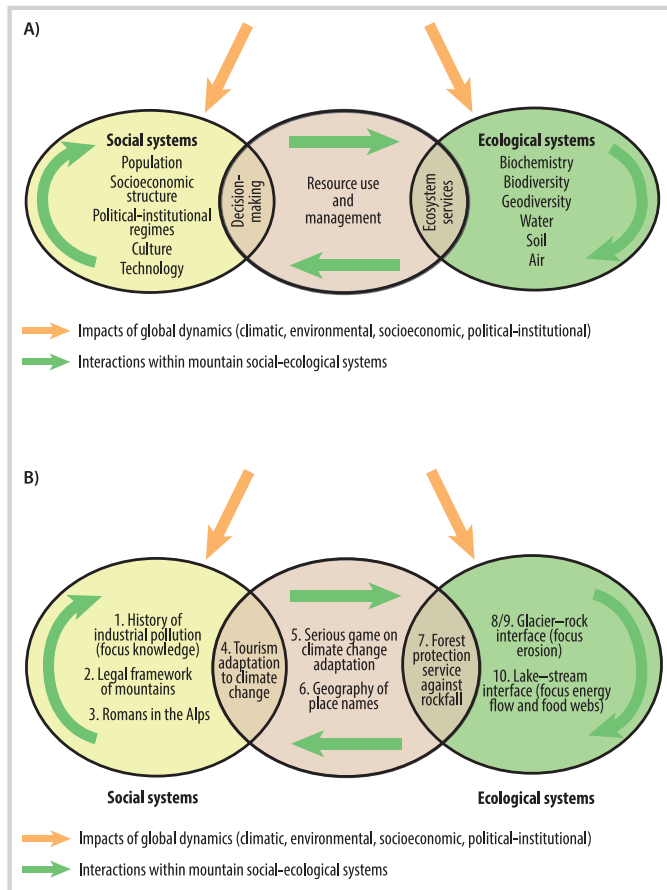 A)
Social systems
Population
Socioeconomic
structure
Political–institutional
regimes
Culture
Technology
Decision-
making
Resource use
and
management
Ecosystem
services
Ecological systems
Biochemistry
Biodiversity
Geodiversity
Water
Soil
Air
Impacts of global dynamics (climatic, environmental, socioeconomic, political–institutional)
Interactions within mountain social–ecological systems
B)
1. History of
industrial pollution
(focus knowledge)
2. Legal framework
of mountains
3. Romans in the Alps
4. Tourism
adaptation
to climate
change
5. Serious game on
climate change
adaptation
6. Geography of
place names
7. Forest
protection
service
against
rockfall
8/9. Glacier–rock
interface (focus
erosion)
10. Lake–stream
interface (focus energy
flow and food webs)
Social systems
Ecological systems
Impacts of global dynamics (climatic, environmental, socioeconomic, political–institutional)
Interactions within mountain social–ecological systems